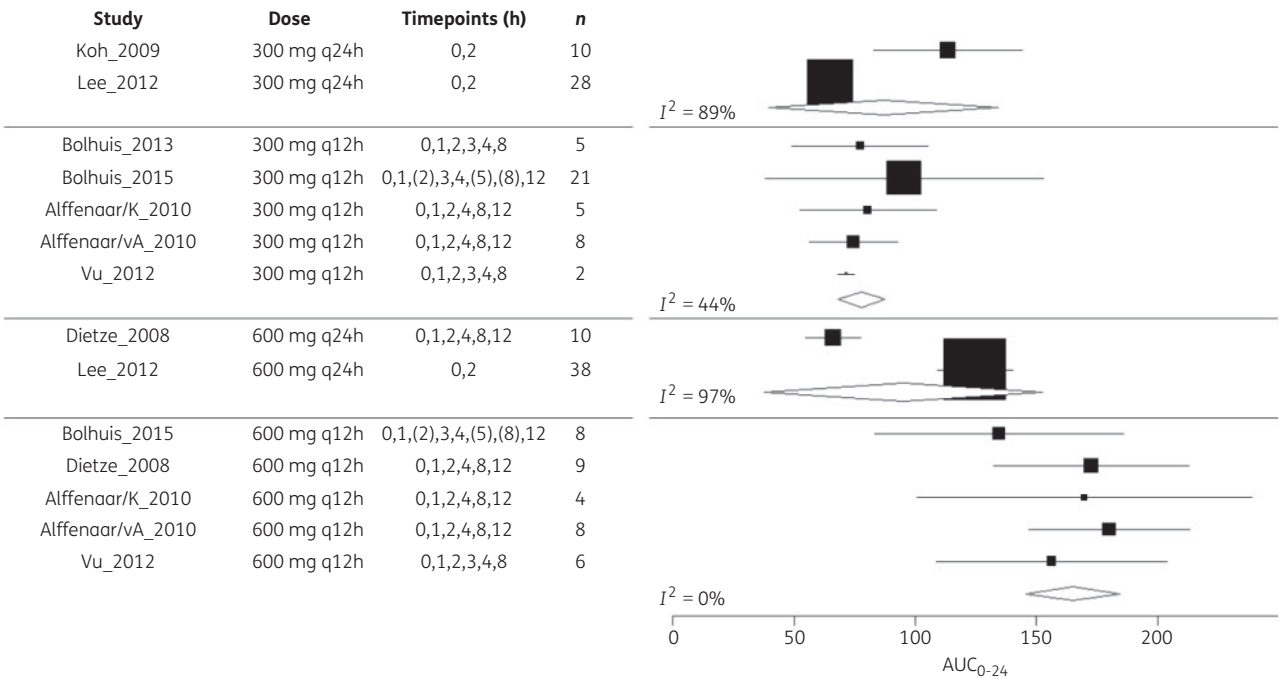 Study Dose Timepoints (h) n
Koh_2009 300 mg q24h 0,2 10
Lee_2012 300 mg q24h 0,2 28
I² = 89%
Bolhuis_2013 300 mg q12h 0,1,2,3,4,8 5
Bolhuis_2015 300 mg q12h 0,1,(2),3,4,(5),(8),12 21
Alffenaar/K_2010 300 mg q12h 0,1,2,4,8,12 5
Alffenaar/vA_2010 300 mg q12h 0,1,2,4,8,12 8
Vu_2012 300 mg q12h 0,1,2,3,4,8 2
I² = 44%
Dietze_2008 600 mg q24h 0,1,2,4,8,12 10
Lee_2012 600 mg q24h 0,2 38
I² = 97%
Bolhuis_2015 600 mg q12h 0,1,(2),3,4,(5),(8),12 8
Dietze_2008 600 mg q12h 0,1,2,4,8,12 9
Alffenaar/K_2010 600 mg q12h 0,1,2,4,8,12 4
Alffenaar/vA_2010 600 mg q12h 0,1,2,4,8,12 8
Vu_2012 600 mg q12h 0,1,2,3,4,8 6
I² = 0%
0 50 100 150 200
AUC₀₋₂₄